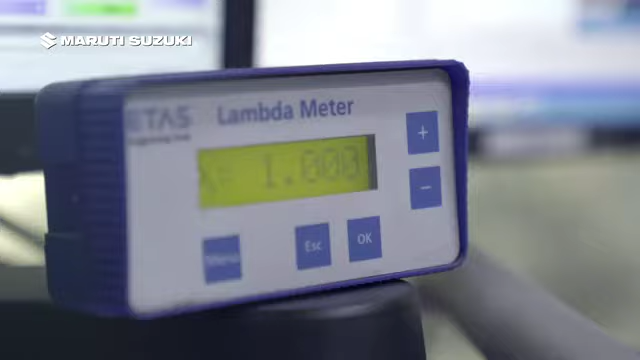 MARUTI SUZUKI
ETAS
Lambda Meter
λ= 1.000
+
−
Menu
Esc
OK